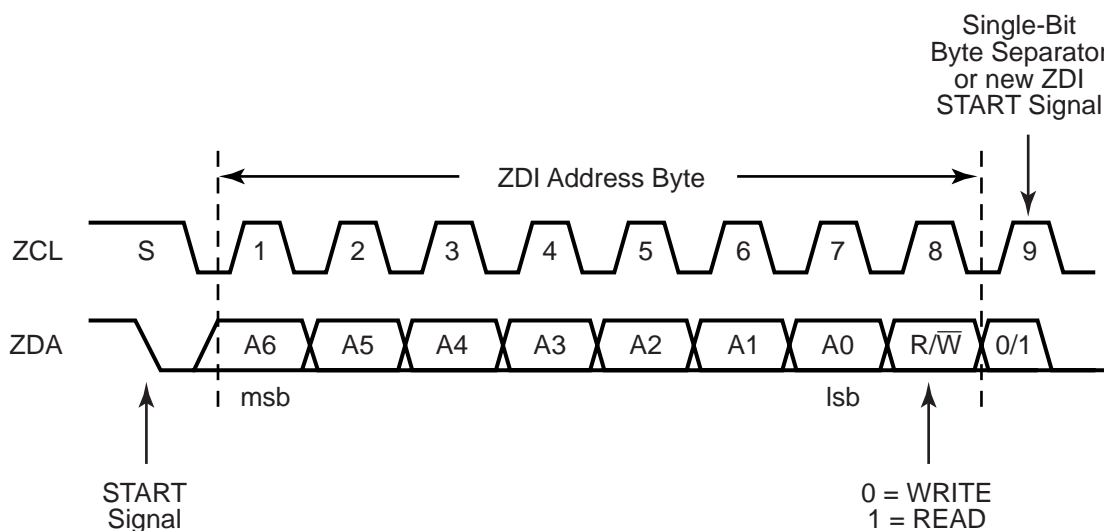 Single-Bit
Byte Separator
or new ZDI
START Signal
ZDI Address Byte
ZCL S 1 2 3 4 5 6 7 8 9
ZDA A6 A5 A4 A3 A2 A1 A0 R/W̅ 0/1
msb lsb
START
Signal
0 = WRITE
1 = READ